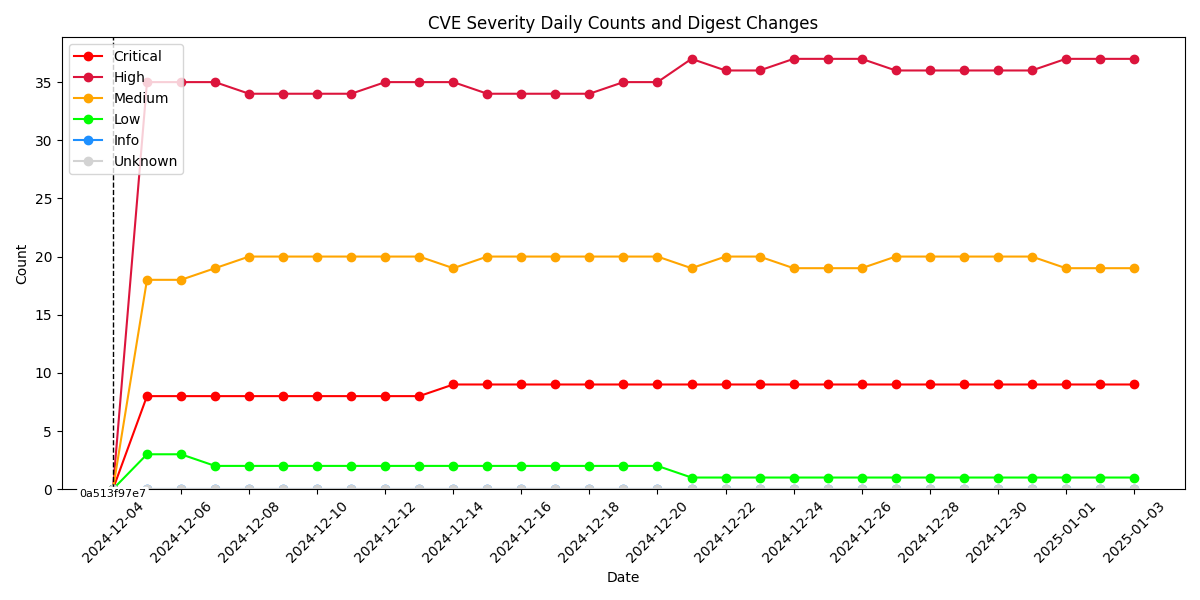 CVE Severity Daily Counts and Digest Changes
Critical
High
Medium
Low
Info
Unknown
Count
35
30
25
20
15
10
5
0
0a513f97e7
2024-12-04
2024-12-06
2024-12-08
2024-12-10
2024-12-12
2024-12-14
2024-12-16
2024-12-18
2024-12-20
2024-12-22
2024-12-24
2024-12-26
2024-12-28
2024-12-30
2025-01-01
2025-01-03
Date